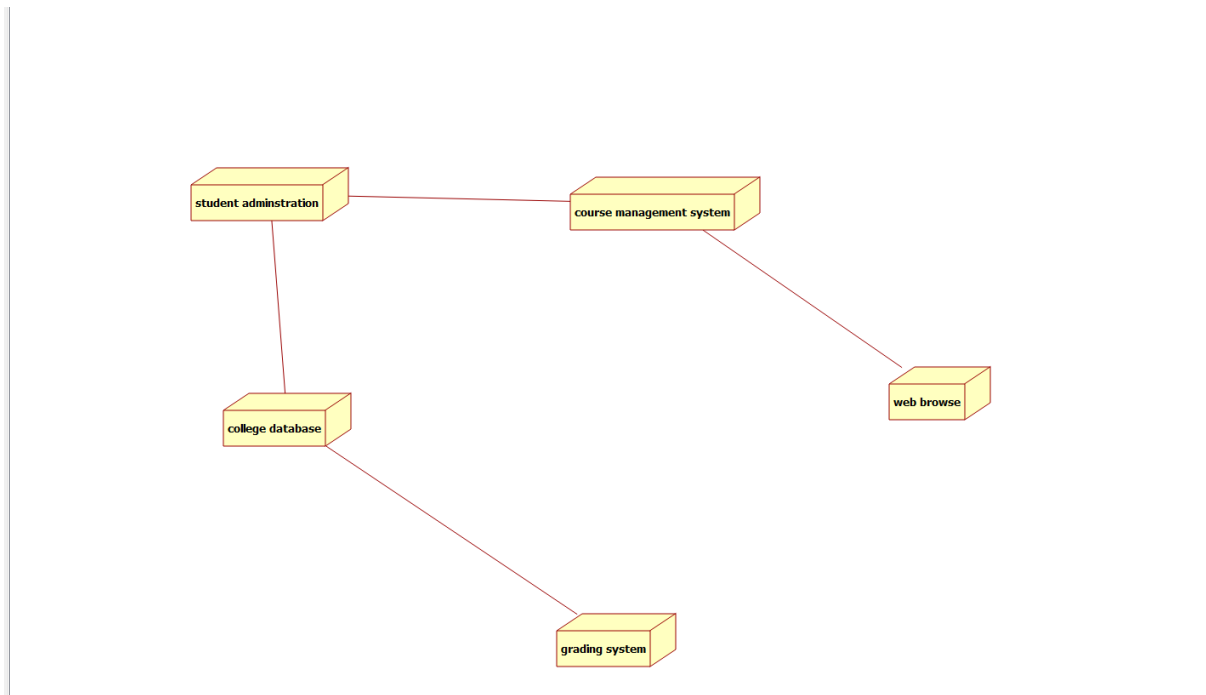 student adminstration
course management system
web browse
college database
grading system